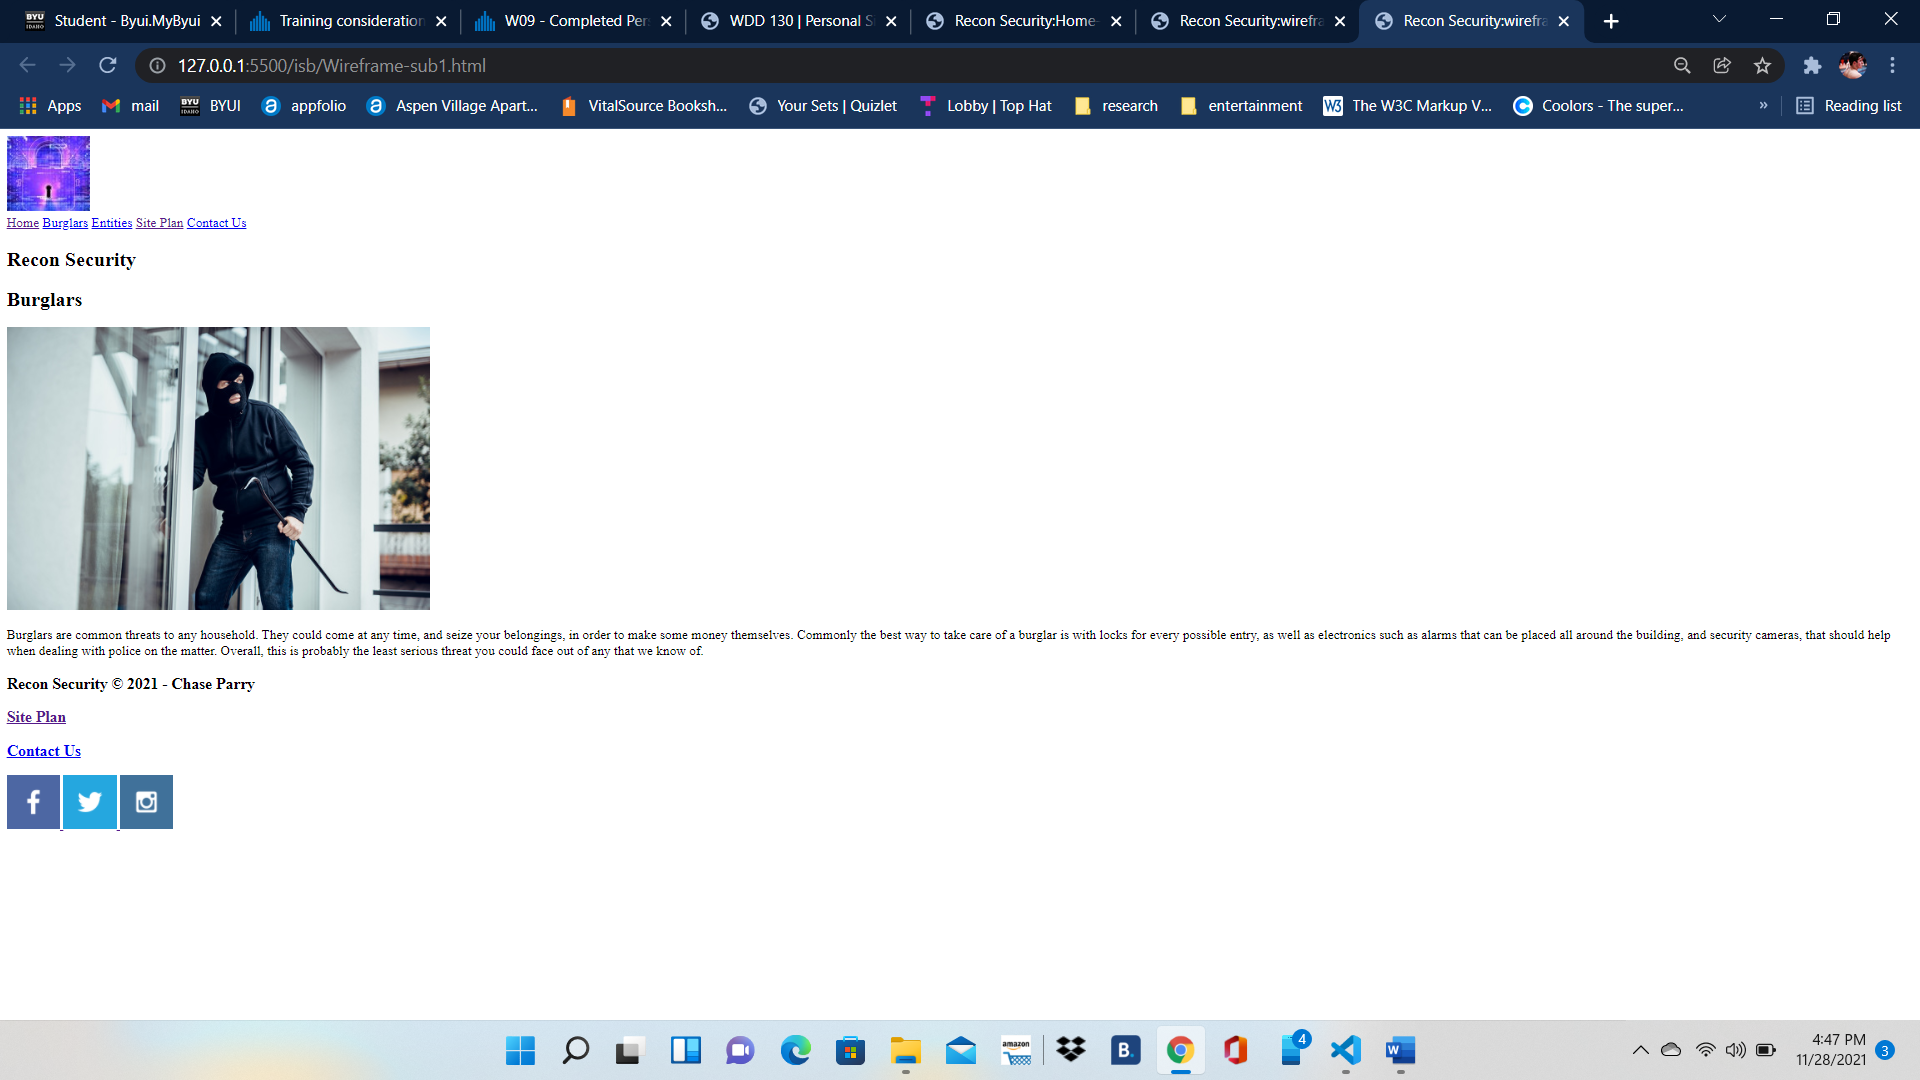 BYU IDAHO Student - Byui.MyByui
Training consideration
W09 - Completed Per
WDD 130 | Personal S
Recon Security:Home-
Recon Security:wirefra
Recon Security:wirefra
127.0.0.1:5500/isb/Wireframe-sub1.html
Apps mail BYU IDAHO BYUI appfolio Aspen Village Apart... VitalSource Booksh... Your Sets | Quizlet Lobby | Top Hat research entertainment W3 The W3C Markup V... Coolors - The super... » Reading list
Home Burglars Entities Site Plan Contact Us
Recon Security
Burglars
Burglars are common threats to any household. They could come at any time, and seize your belongings, in order to make some money themselves. Commonly the best way to take care of a burglar is with locks for every possible entry, as well as electronics such as alarms that can be placed all around the building, and security cameras, that should help
when dealing with police on the matter. Overall, this is probably the least serious threat you could face out of any that we know of.
Recon Security © 2021 - Chase Parry
Site Plan
Contact Us
amazon
B.
4
W
4:47 PM
11/28/2021
3